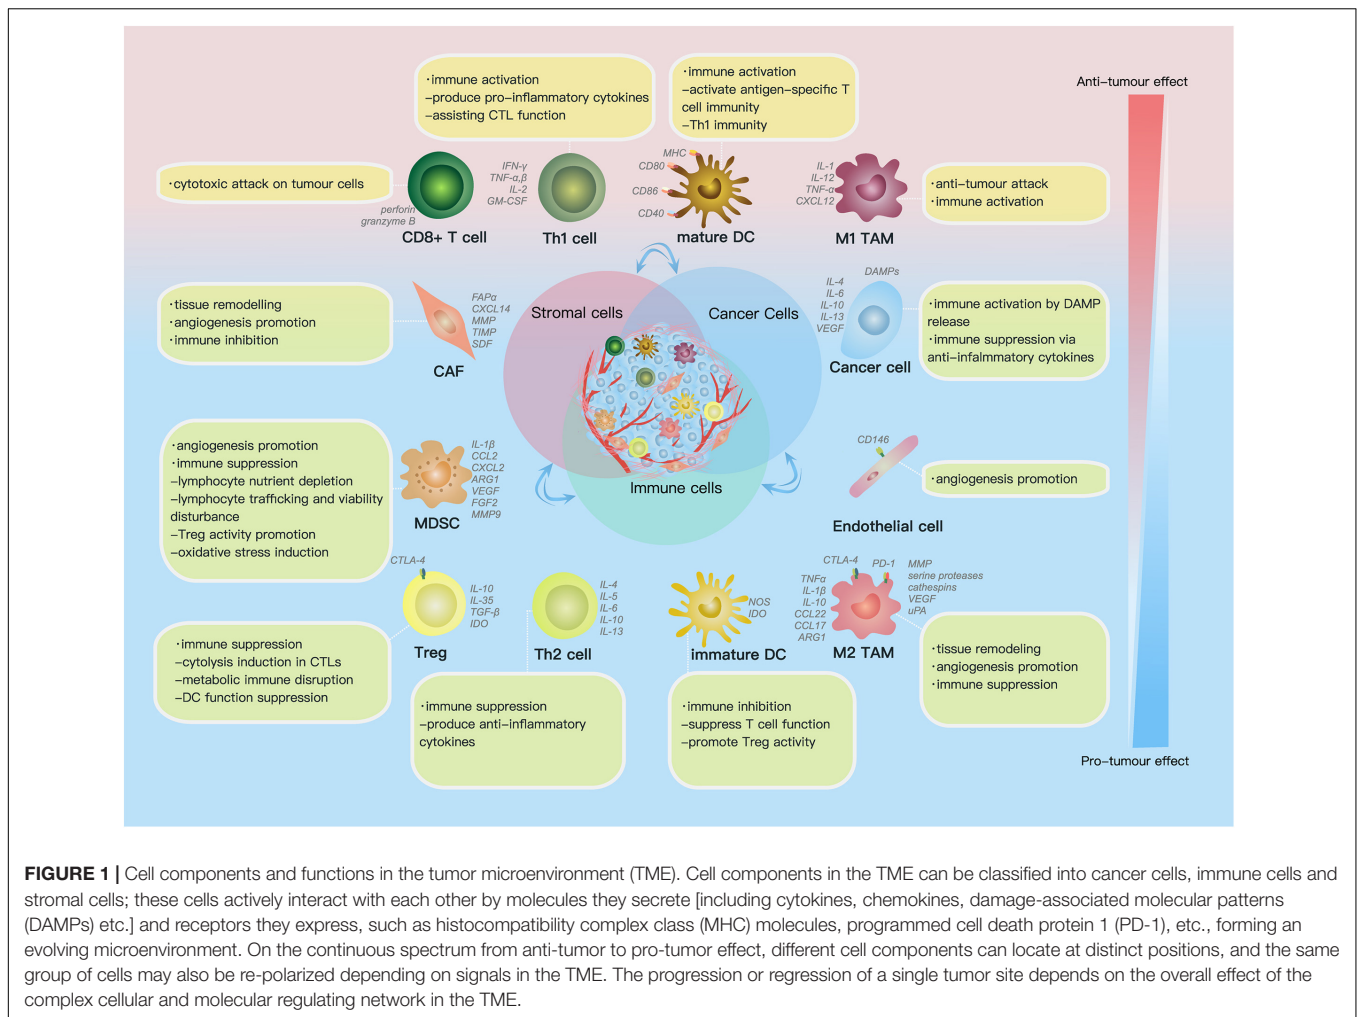 ·immune activation
–produce pro-inflammatory cytokines
–assisting CTL function
·immune activation
–activate antigen-specific T
cell immunity
–Th1 immunity
Anti-tumour effect
·cytotoxic attack on tumour cells
perforin
granzyme B
CD8+ T cell
IFN-γ
TNF-α,β
IL-2
GM-CSF
Th1 cell
MHC
CD80
CD86
CD40
mature DC
IL-1
IL-12
TNF-α
CXCL12
M1 TAM
·anti-tumour attack
·immune activation
·tissue remodelling
·angiogenesis promotion
·immune inhibition
FAPα
CXCL14
MMP
TIMP
SDF
CAF
Stromal cells
Cancer Cells
Immune cells
DAMPs
IL-4
IL-6
IL-10
IL-13
VEGF
Cancer cell
·immune activation by DAMP
release
·immune suppression via
anti-infalmmatory cytokines
·angiogenesis promotion
·immune suppression
–lymphocyte nutrient depletion
–lymphocyte trafficking and viability
disturbance
–Treg activity promotion
–oxidative stress induction
IL-1β
CCL2
CXCL2
ARG1
VEGF
FGF2
MMP9
MDSC
CD146
Endothelial cell
·angiogenesis promotion
CTLA-4
IL-10
IL-35
TGF-β
IDO
Treg
·immune suppression
–cytolysis induction in CTLs
–metabolic immune disruption
–DC function suppression
IL-4
IL-5
IL-6
IL-10
IL-13
Th2 cell
·immune suppression
–produce anti-inflammatory
cytokines
NOS
IDO
immature DC
·immune inhibition
–suppress T cell function
–promote Treg activity
CTLA-4
PD-1
TNFα
IL-1β
IL-10
CCL22
CCL17
ARG1
MMP
serine proteases
cathespins
VEGF
uPA
M2 TAM
·tissue remodeling
·angiogenesis promotion
·immune suppression
Pro-tumour effect
FIGURE 1 | Cell components and functions in the tumor microenvironment (TME). Cell components in the TME can be classified into cancer cells, immune cells and
stromal cells; these cells actively interact with each other by molecules they secrete [including cytokines, chemokines, damage-associated molecular patterns
(DAMPs) etc.] and receptors they express, such as histocompatibility complex class (MHC) molecules, programmed cell death protein 1 (PD-1), etc., forming an
evolving microenvironment. On the continuous spectrum from anti-tumor to pro-tumor effect, different cell components can locate at distinct positions, and the same
group of cells may also be re-polarized depending on signals in the TME. The progression or regression of a single tumor site depends on the overall effect of the
complex cellular and molecular regulating network in the TME.